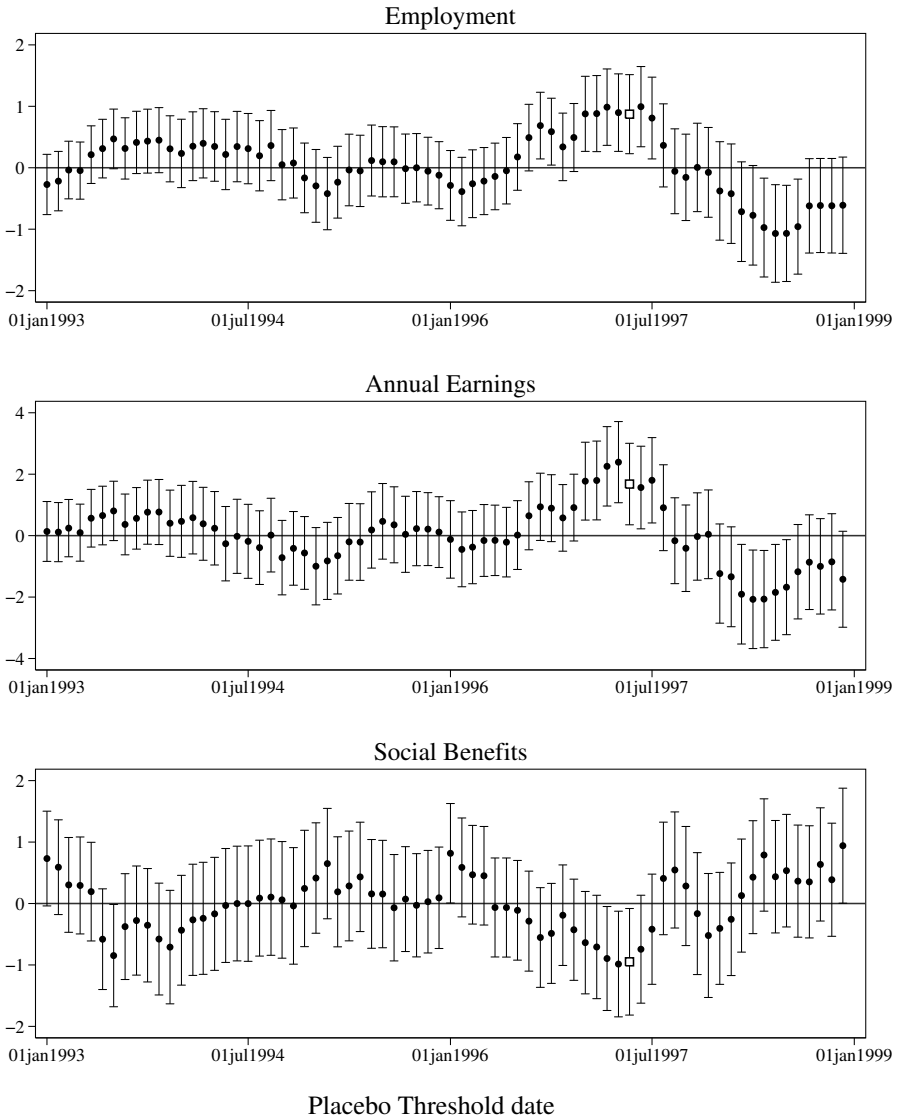 Employment
2
1
0
−1
−2
01jan1993 01jul1994 01jan1996 01jul1997 01jan1999
Annual Earnings
4
2
0
−2
−4
01jan1993 01jul1994 01jan1996 01jul1997 01jan1999
Social Benefits
2
1
0
−1
−2
01jan1993 01jul1994 01jan1996 01jul1997 01jan1999
Placebo Threshold date